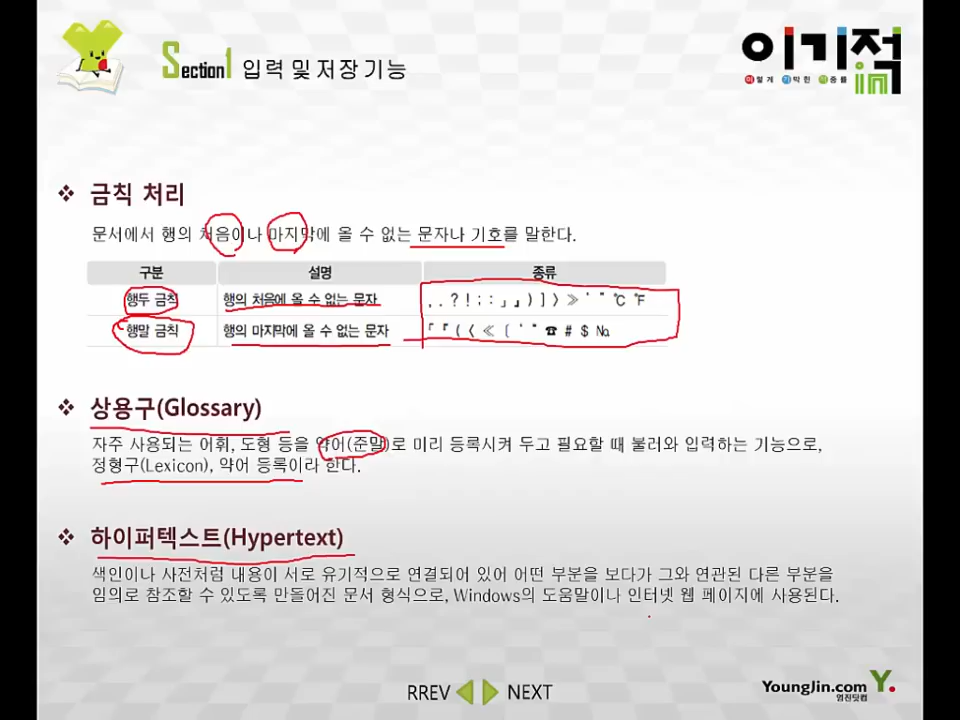 Section1 입력 및 저장 기능
이기적in
이렇게 기막힌 적중률
❖ 금칙 처리
문서에서 행의 처음이나 마지막에 올 수 없는 문자나 기호를 말한다.
구분 설명 종류
행두 금칙 행의 처음에 올 수 없는 문자 , . ? ! ; : 」 』 ) ] 〉 》 ' " ℃ ℉
행말 금칙 행의 마지막에 올 수 없는 문자 「 『 ( 〈 《 〔 ' " ☎ # $ №
❖ 상용구(Glossary)
자주 사용되는 어휘, 도형 등을 약어(준말)로 미리 등록시켜 두고 필요할 때 불러와 입력하는 기능으로,
정형구(Lexicon), 약어 등록이라 한다.
❖ 하이퍼텍스트(Hypertext)
색인이나 사전처럼 내용이 서로 유기적으로 연결되어 있어 어떤 부분을 보다가 그와 연관된 다른 부분을
임의로 참조할 수 있도록 만들어진 문서 형식으로, Windows의 도움말이나 인터넷 웹 페이지에 사용된다.
RREV NEXT
YoungJin.com Y.
영진닷컴